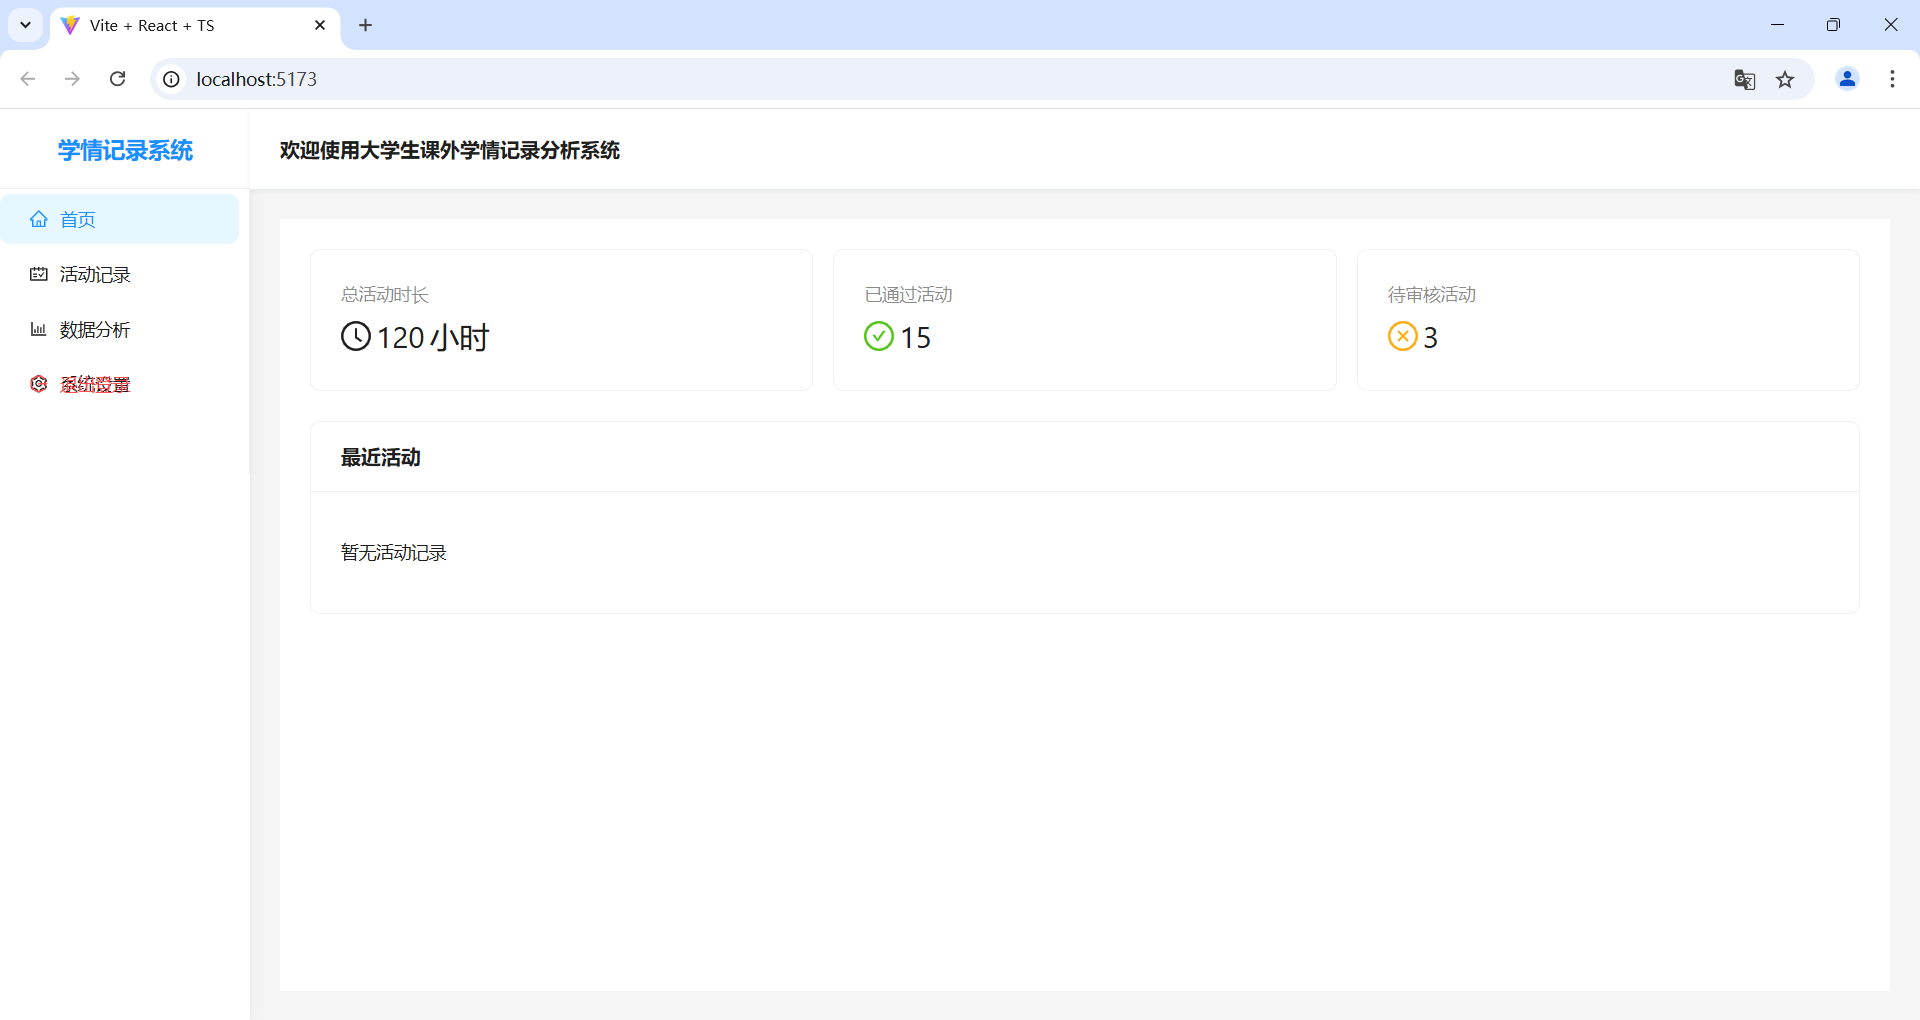 Vite + React + TS
localhost:5173
学情记录系统
欢迎使用大学生课外学情记录分析系统
首页
活动记录
数据分析
系统设置
总活动时长
120 小时
已通过活动
15
待审核活动
3
最近活动
暂无活动记录